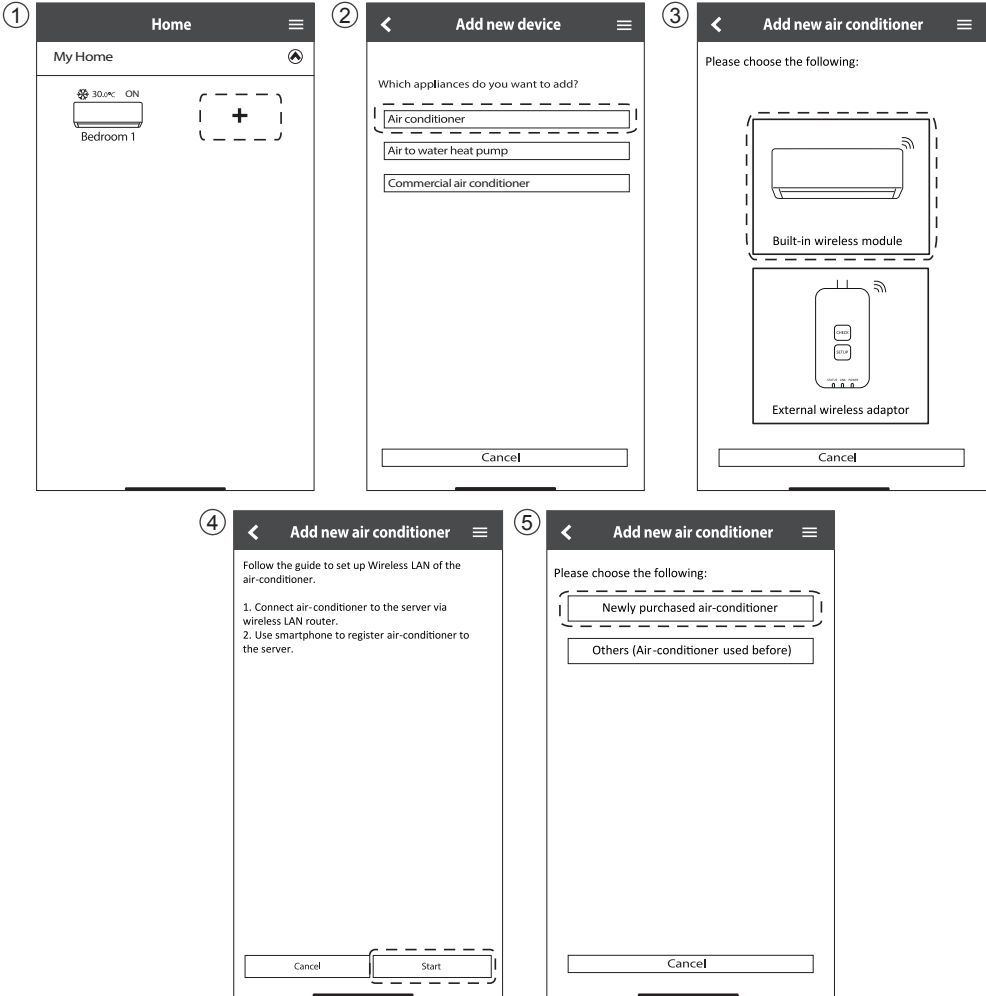 ①
Home
My Home
30.0°C ON
Bedroom 1
+
②
Add new device
Which appliances do you want to add?
Air conditioner
Air to water heat pump
Commercial air conditioner
Cancel
③
Add new air conditioner
Please choose the following:
Built-in wireless module
CHECK
SETUP
STATUS LINK POWER
External wireless adaptor
Cancel
④
Add new air conditioner
Follow the guide to set up Wireless LAN of the
air-conditioner.
1. Connect air-conditioner to the server via
wireless LAN router.
2. Use smartphone to register air-conditioner to
the server.
Cancel
Start
⑤
Add new air conditioner
Please choose the following:
Newly purchased air-conditioner
Others (Air-conditioner used before)
Cancel